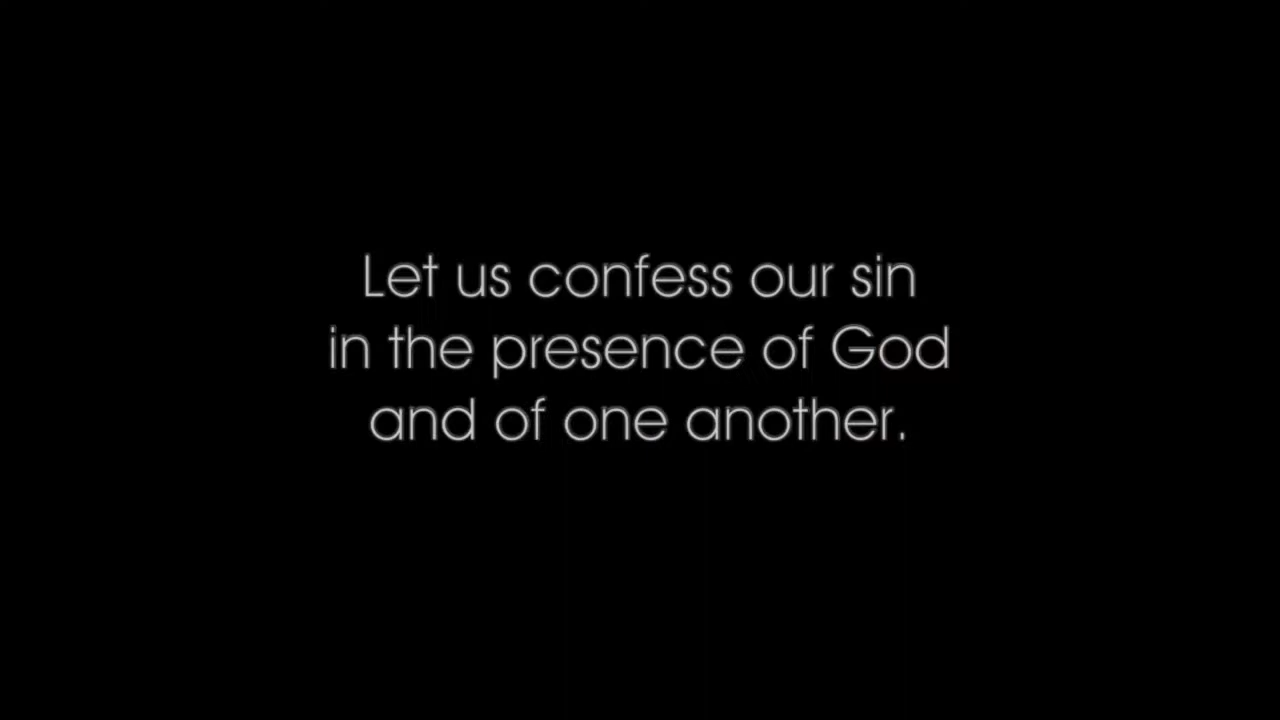 Let us confess our sin
in the presence of God
and of one another.